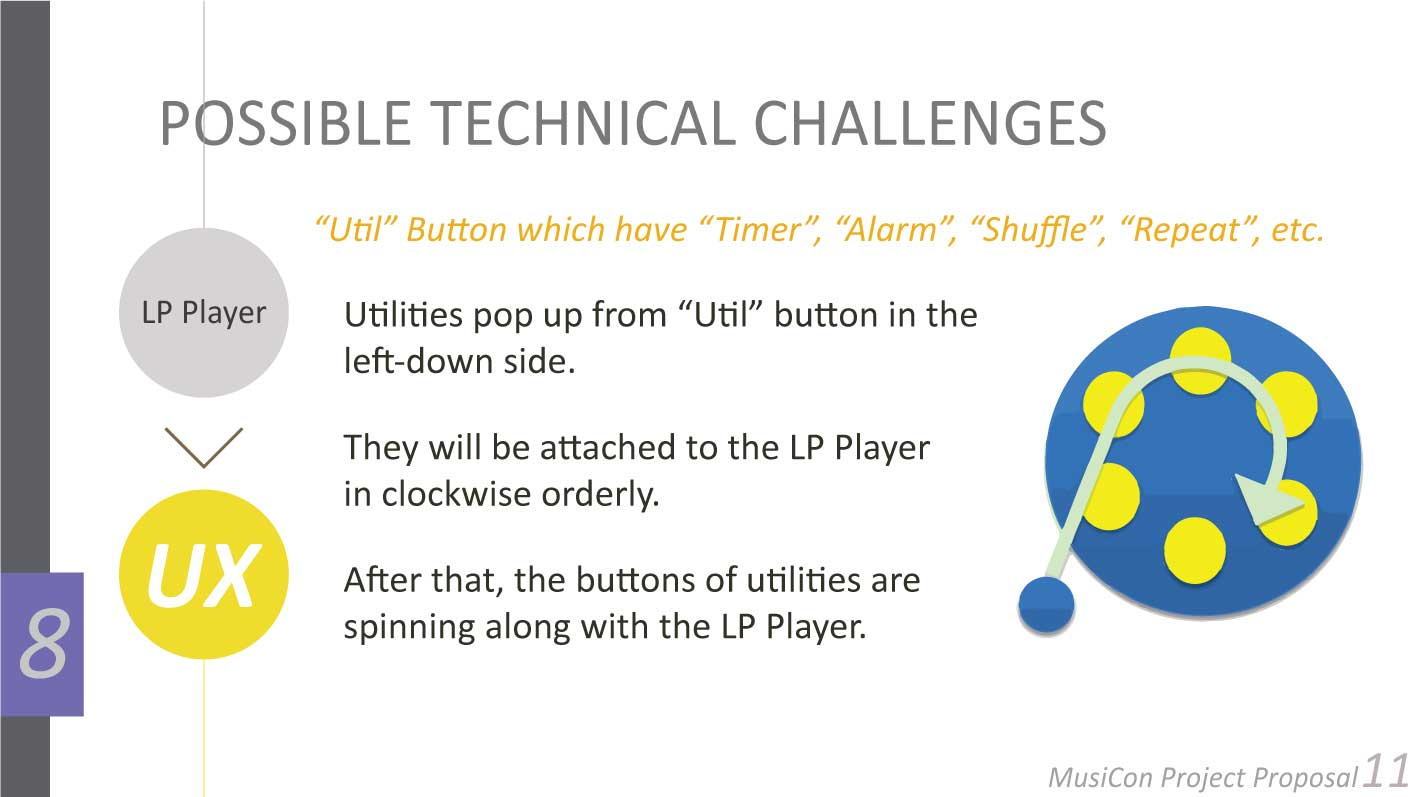 POSSIBLE TECHNICAL CHALLENGES
“Util” Button which have “Timer”, “Alarm”, “Shuffle”, “Repeat”, etc.
LP Player
Utilities pop up from “Util” button in the
left-down side.
They will be attached to the LP Player
in clockwise orderly.
UX
After that, the buttons of utilities are
spinning along with the LP Player.
8
MusiCon Project Proposal 11